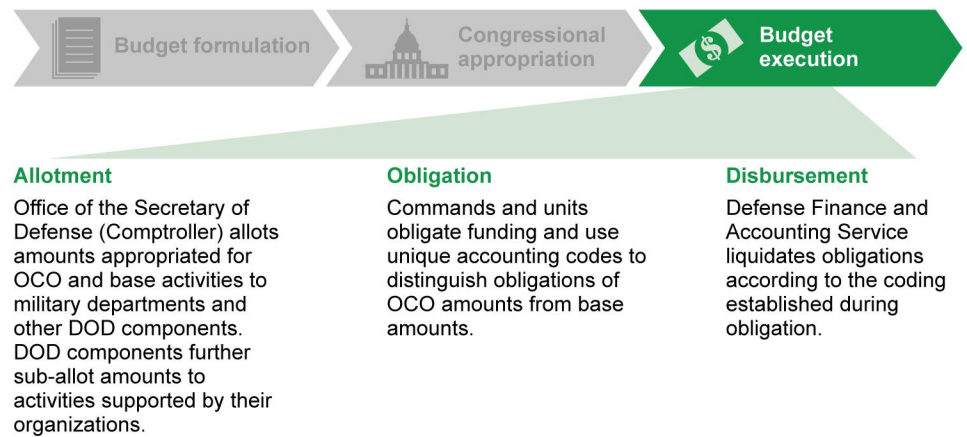 Budget formulation
Congressional
appropriation
$
Budget
execution
Allotment
Office of the Secretary of
Defense (Comptroller) allots
amounts appropriated for
OCO and base activities to
military departments and
other DOD components.
DOD components further
sub-allot amounts to
activities supported by their
organizations.
Obligation
Commands and units
obligate funding and use
unique accounting codes to
distinguish obligations of
OCO amounts from base
amounts.
Disbursement
Defense Finance and
Accounting Service
liquidates obligations
according to the coding
established during
obligation.